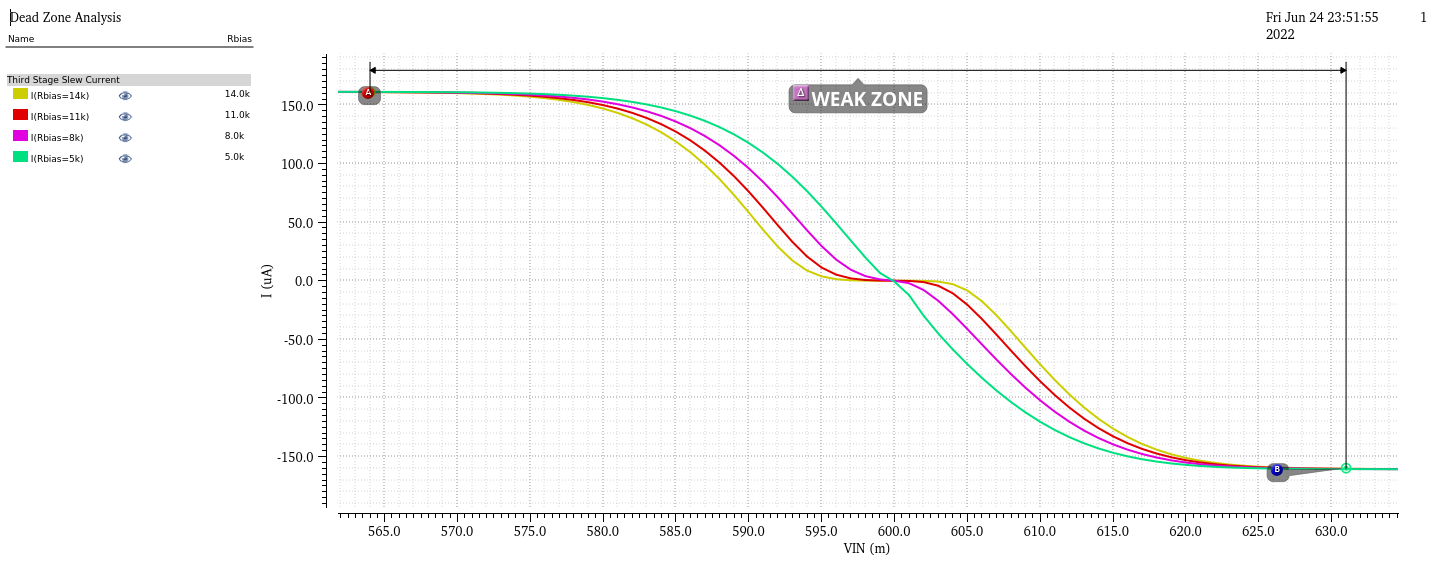 Dead Zone Analysis
Fri Jun 24 23:51:55
2022
1
Name Rbias
Third Stage Slew Current
I(Rbias=14k) 14.0k
I(Rbias=11k) 11.0k
I(Rbias=8k) 8.0k
I(Rbias=5k) 5.0k
A
Δ WEAK ZONE
B
I (uA)
150.0
100.0
50.0
0.0
-50.0
-100.0
-150.0
565.0 570.0 575.0 580.0 585.0 590.0 595.0 600.0 605.0 610.0 615.0 620.0 625.0 630.0
VIN (m)